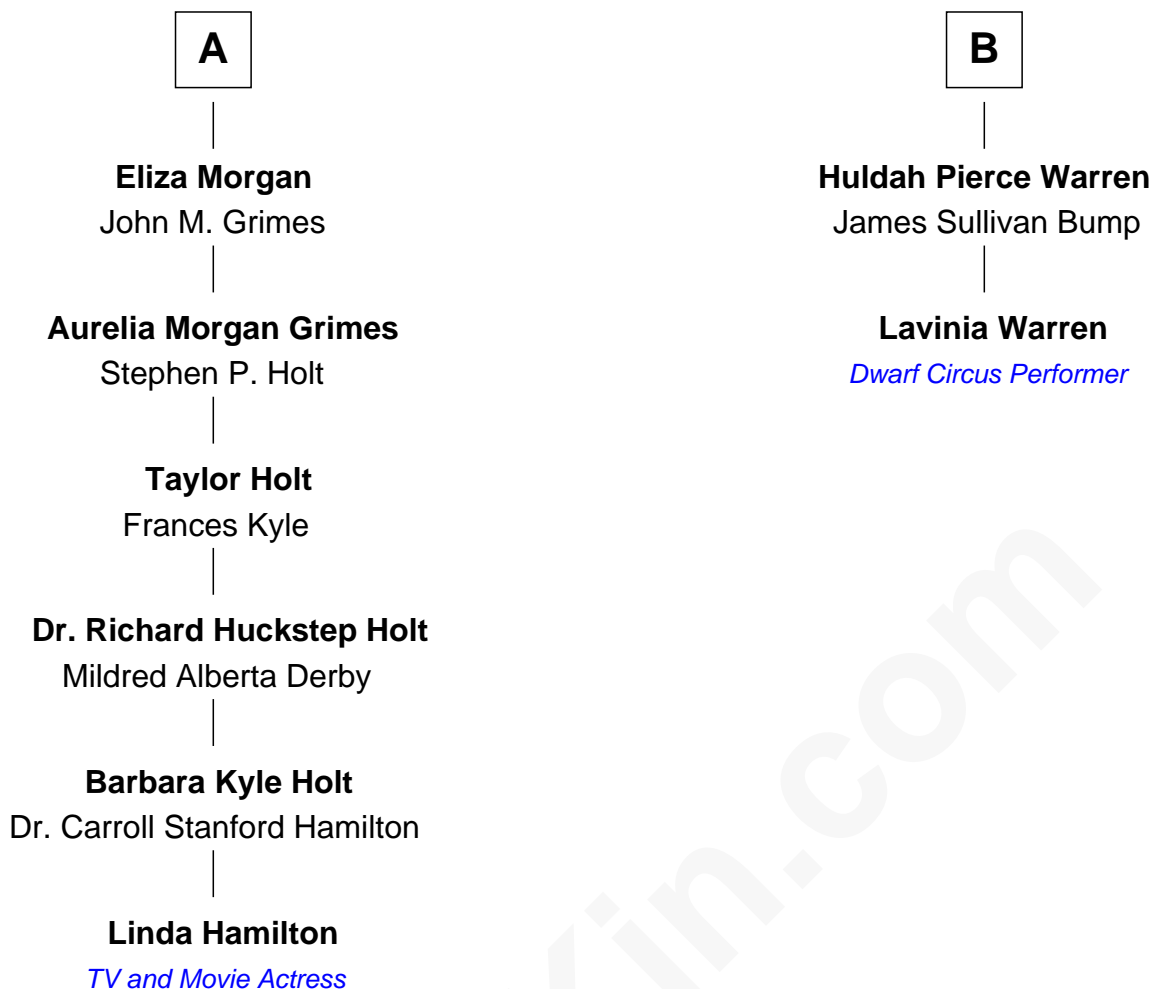 A
Eliza Morgan
John M. Grimes
Aurelia Morgan Grimes
Stephen P. Holt
Taylor Holt
Frances Kyle
Dr. Richard Huckstep Holt
Mildred Alberta Derby
Barbara Kyle Holt
Dr. Carroll Stanford Hamilton
Linda Hamilton
TV and Movie Actress
B
Huldah Pierce Warren
James Sullivan Bump
Lavinia Warren
Dwarf Circus Performer
Kin.com